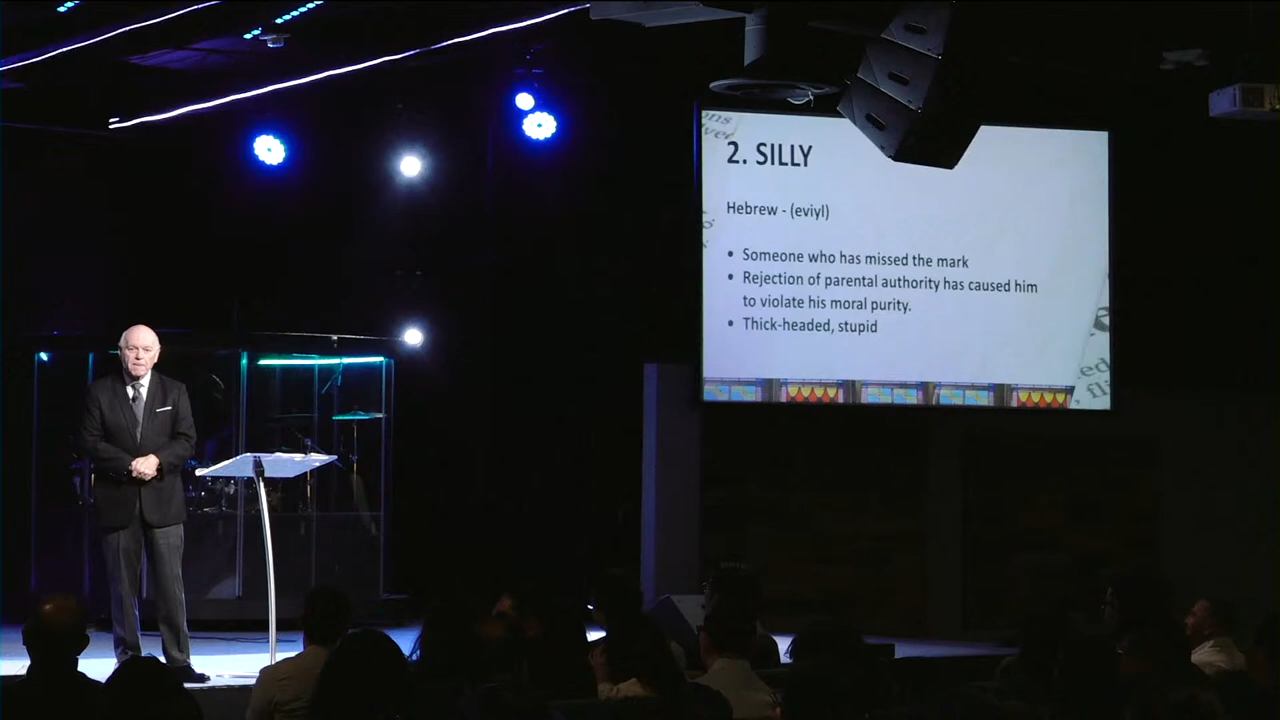 2. SILLY
Hebrew - (eviyl)
• Someone who has missed the mark
• Rejection of parental authority has caused him
to violate his moral purity.
• Thick-headed, stupid